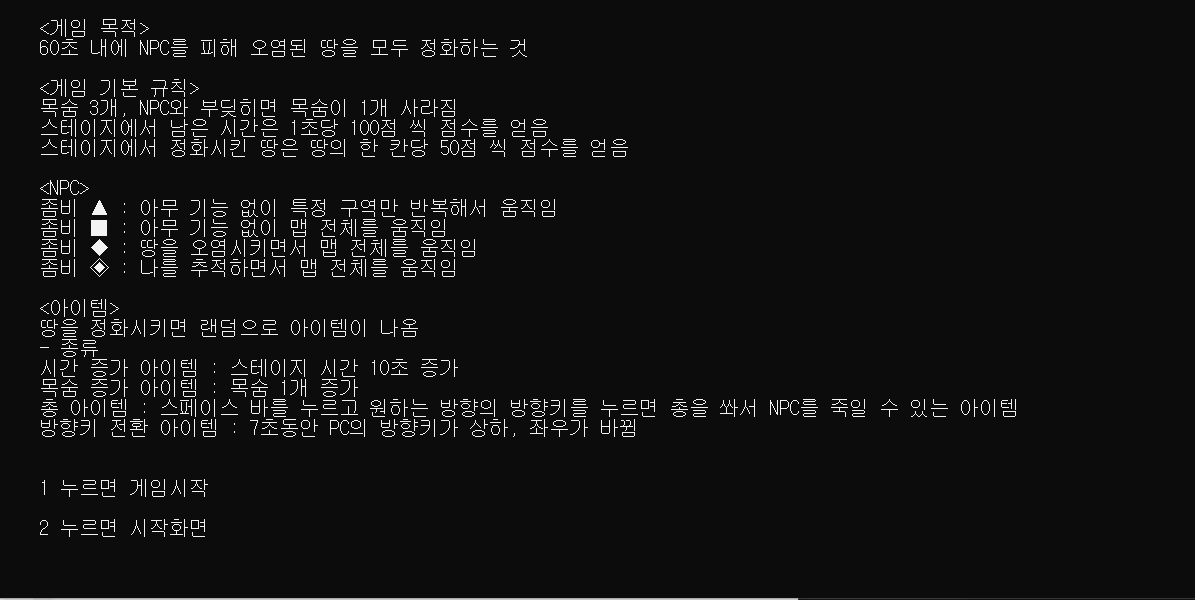 <게임 목적>
60초 내에 NPC를 피해 오염된 땅을 모두 정화하는 것
<게임 기본 규칙>
목숨 3개, NPC와 부딪히면 목숨이 1개 사라짐
스테이지에서 남은 시간은 1초당 100점 씩 점수를 얻음
스테이지에서 정화시킨 땅은 땅의 한 칸당 50점 씩 점수를 얻음
<NPC>
좀비 ▲ : 아무 기능 없이 특정 구역만 반복해서 움직임
좀비 ■ : 아무 기능 없이 맵 전체를 움직임
좀비 ◆ : 땅을 오염시키면서 맵 전체를 움직임
좀비 ◈ : 나를 추적하면서 맵 전체를 움직임
<아이템>
땅을 정화시키면 랜덤으로 아이템이 나옴
- 종류
시간 증가 아이템 : 스테이지 시간 10초 증가
목숨 증가 아이템 : 목숨 1개 증가
총 아이템 : 스페이스 바를 누르고 원하는 방향의 방향키를 누르면 총을 쏴서 NPC를 죽일 수 있는 아이템
방향키 전환 아이템 : 7초동안 PC의 방향키가 상하, 좌우가 바뀜
1 누르면 게임시작
2 누르면 시작화면